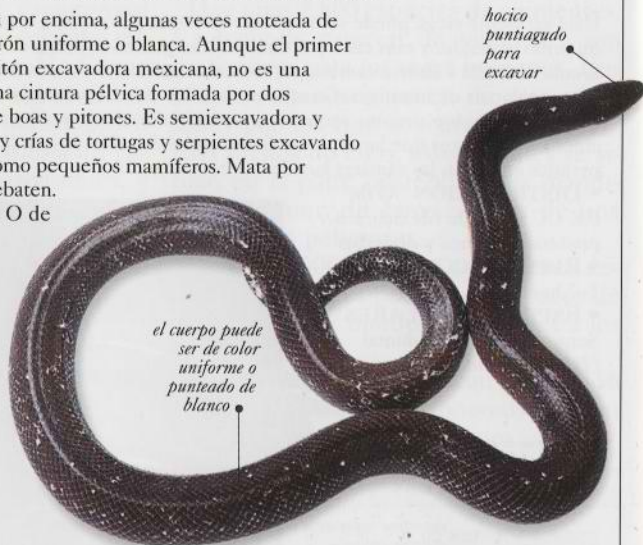 por encima, algunas veces moteada de
rón uniforme o blanca. Aunque el primer
tón excavadora mexicana, no es una
na cintura pélvica formada por dos
e boas y pitones. Es semiexcavadora y
y crías de tortugas y serpientes excavando
omo pequeños mamíferos. Mata por
ebaten.
O de
hocico
puntiagudo
para
excavar
el cuerpo puede
ser de color
uniforme o
punteado de
blanco